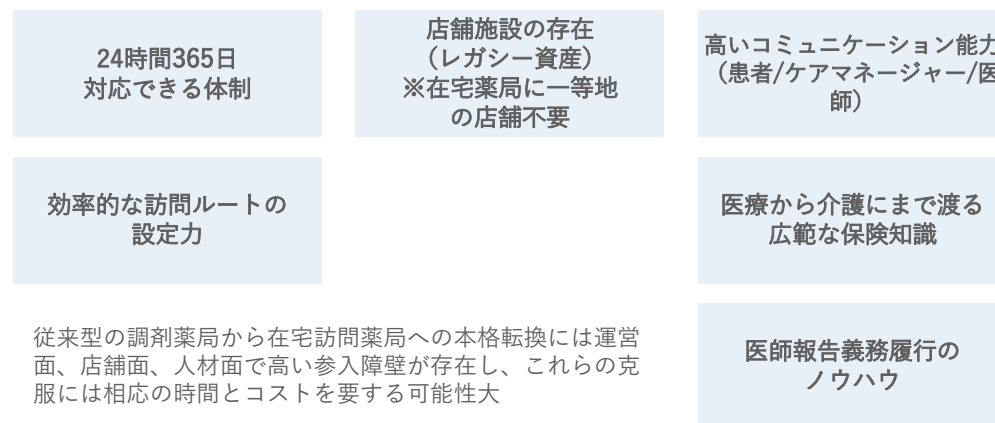 24時間365日
対応できる体制
店舗施設の存在
（レガシー資産）
※在宅薬局に一等地
の店舗不要
高いコミュニケーション能力
（患者/ケアマネージャー/医
師）
効率的な訪問ルートの
設定力
医療から介護にまで渡る
広範な保険知識
従来型の調剤薬局から在宅訪問薬局への本格転換には運営
面、店舗面、人材面で高い参入障壁が存在し、これらの克
服には相応の時間とコストを要する可能性大
医師報告義務履行の
ノウハウ